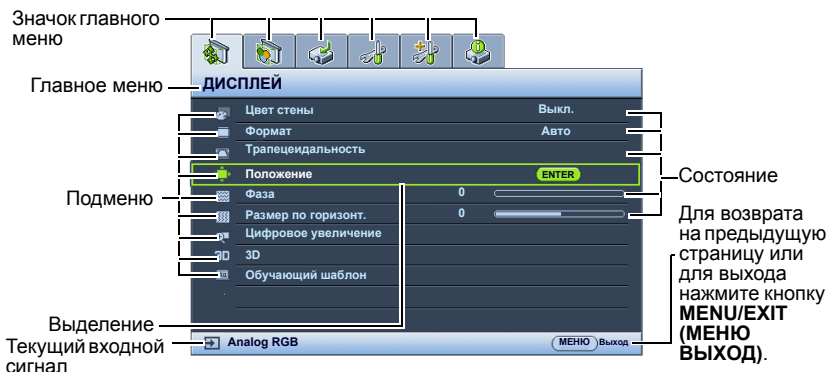 Значок главного
меню
Главное меню
ДИСПЛЕЙ
Цвет стены Выкл.
Формат Авто
Трапецеидальность
Положение ENTER
Фаза 0
Размер по горизонт. 0
Цифровое увеличение
3D 3D
Обучающий шаблон
Подменю
Состояние
Для возврата
на предыдущую
страницу или
для выхода
нажмите кнопку
MENU/EXIT
(МЕНЮ
ВЫХОД).
Выделение
Текущий входной
сигнал
Analog RGB МЕНЮ Выход